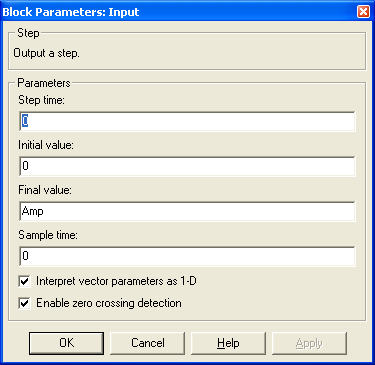 Block Parameters: Input
Step
Output a step.
Parameters
Step time:
0
Initial value:
0
Final value:
Amp
Sample time:
0
Interpret vector parameters as 1-D
Enable zero crossing detection
OK Cancel Help Apply